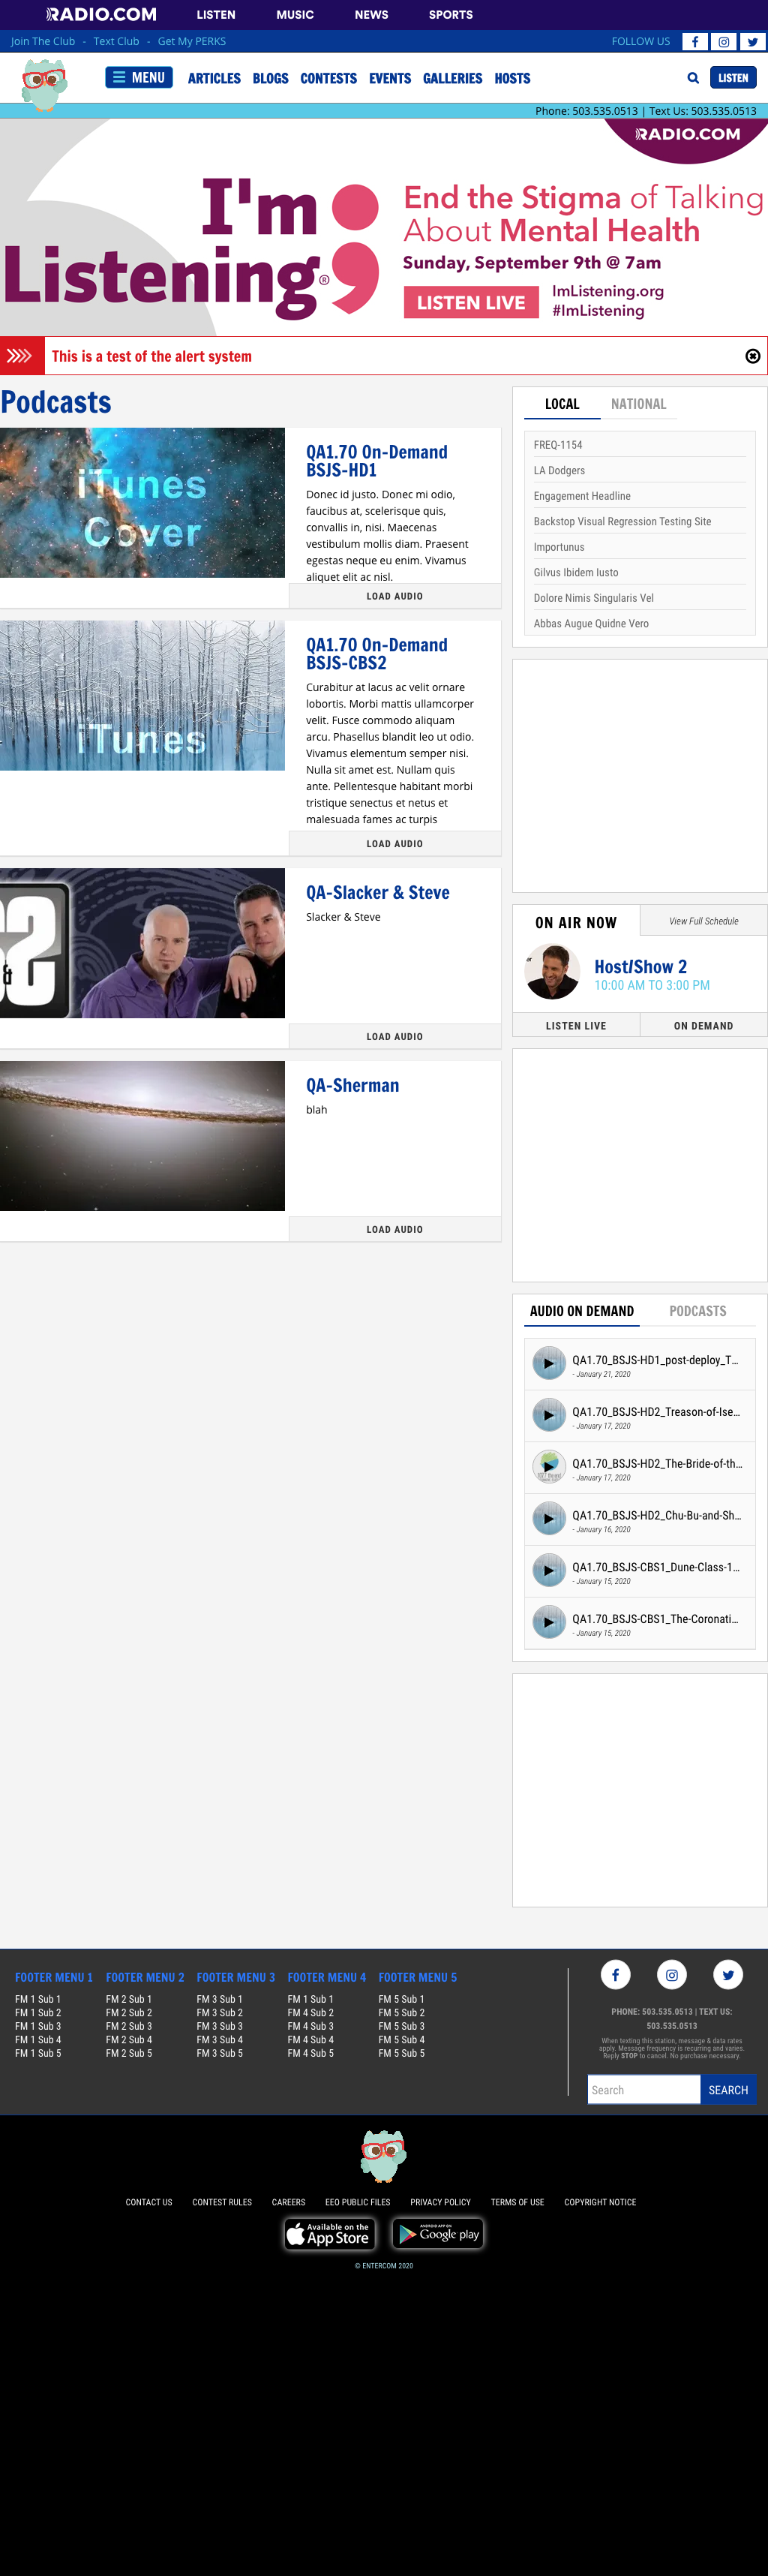 RADIO.COM LISTEN MUSIC NEWS SPORTS
Join The Club - Text Club - Get My PERKS FOLLOW US
MENU ARTICLES BLOGS CONTESTS EVENTS GALLERIES HOSTS LISTEN
Phone: 503.535.0513 | Text Us: 503.535.0513
RADIO.COM
I'm
Listening®
End the Stigma of Talking
About Mental Health
Sunday, September 9th @ 7am
LISTEN LIVE
ImListening.org
#ImListening
This is a test of the alert system
Podcasts
iTunes
Cover
QA1.70 On-Demand
BSJS-HD1
Donec id justo. Donec mi odio,
faucibus at, scelerisque quis,
convallis in, nisi. Maecenas
vestibulum mollis diam. Praesent
egestas neque eu enim. Vivamus
aliquet elit ac nisl.
LOAD AUDIO
iTunes
QA1.70 On-Demand
BSJS-CBS2
Curabitur at lacus ac velit ornare
lobortis. Morbi mattis ullamcorper
velit. Fusce commodo aliquam
arcu. Phasellus blandit leo ut odio.
Vivamus elementum semper nisi.
Nulla sit amet est. Nullam quis
ante. Pellentesque habitant morbi
tristique senectus et netus et
malesuada fames ac turpis
LOAD AUDIO
&
QA-Slacker & Steve
Slacker & Steve
LOAD AUDIO
QA-Sherman
blah
LOAD AUDIO
LOCAL NATIONAL
FREQ-1154
LA Dodgers
Engagement Headline
Backstop Visual Regression Testing Site
Importunus
Gilvus Ibidem Iusto
Dolore Nimis Singularis Vel
Abbas Augue Quidne Vero
ON AIR NOW View Full Schedule
Host/Show 2
10:00 AM TO 3:00 PM
LISTEN LIVE ON DEMAND
AUDIO ON DEMAND PODCASTS
QA1.70_BSJS-HD1_post-deploy_T...
- January 21, 2020
QA1.70_BSJS-HD2_Treason-of-Ise...
- January 17, 2020
QA1.70_BSJS-HD2_The-Bride-of-th...
- January 17, 2020
QA1.70_BSJS-HD2_Chu-Bu-and-Sh...
- January 16, 2020
QA1.70_BSJS-CBS1_Dune-Class-1...
- January 15, 2020
QA1.70_BSJS-CBS1_The-Coronati...
- January 15, 2020
FOOTER MENU 1 FOOTER MENU 2 FOOTER MENU 3 FOOTER MENU 4 FOOTER MENU 5
FM 1 Sub 1 FM 2 Sub 1 FM 3 Sub 1 FM 1 Sub 1 FM 5 Sub 1
FM 1 Sub 2 FM 2 Sub 2 FM 3 Sub 2 FM 4 Sub 2 FM 5 Sub 2
FM 1 Sub 3 FM 2 Sub 3 FM 3 Sub 3 FM 4 Sub 3 FM 5 Sub 3
FM 1 Sub 4 FM 2 Sub 4 FM 3 Sub 4 FM 4 Sub 4 FM 5 Sub 4
FM 1 Sub 5 FM 2 Sub 5 FM 3 Sub 5 FM 4 Sub 5 FM 5 Sub 5
PHONE: 503.535.0513 | TEXT US:
503.535.0513
When texting this station, message & data rates
apply. Message frequency is recurring and varies.
Reply STOP to cancel. No purchase necessary.
Search SEARCH
CONTACT US CONTEST RULES CAREERS EEO PUBLIC FILES PRIVACY POLICY TERMS OF USE COPYRIGHT NOTICE
Available on the
App Store
ANDROID APP ON
Google play
© ENTERCOM 2020